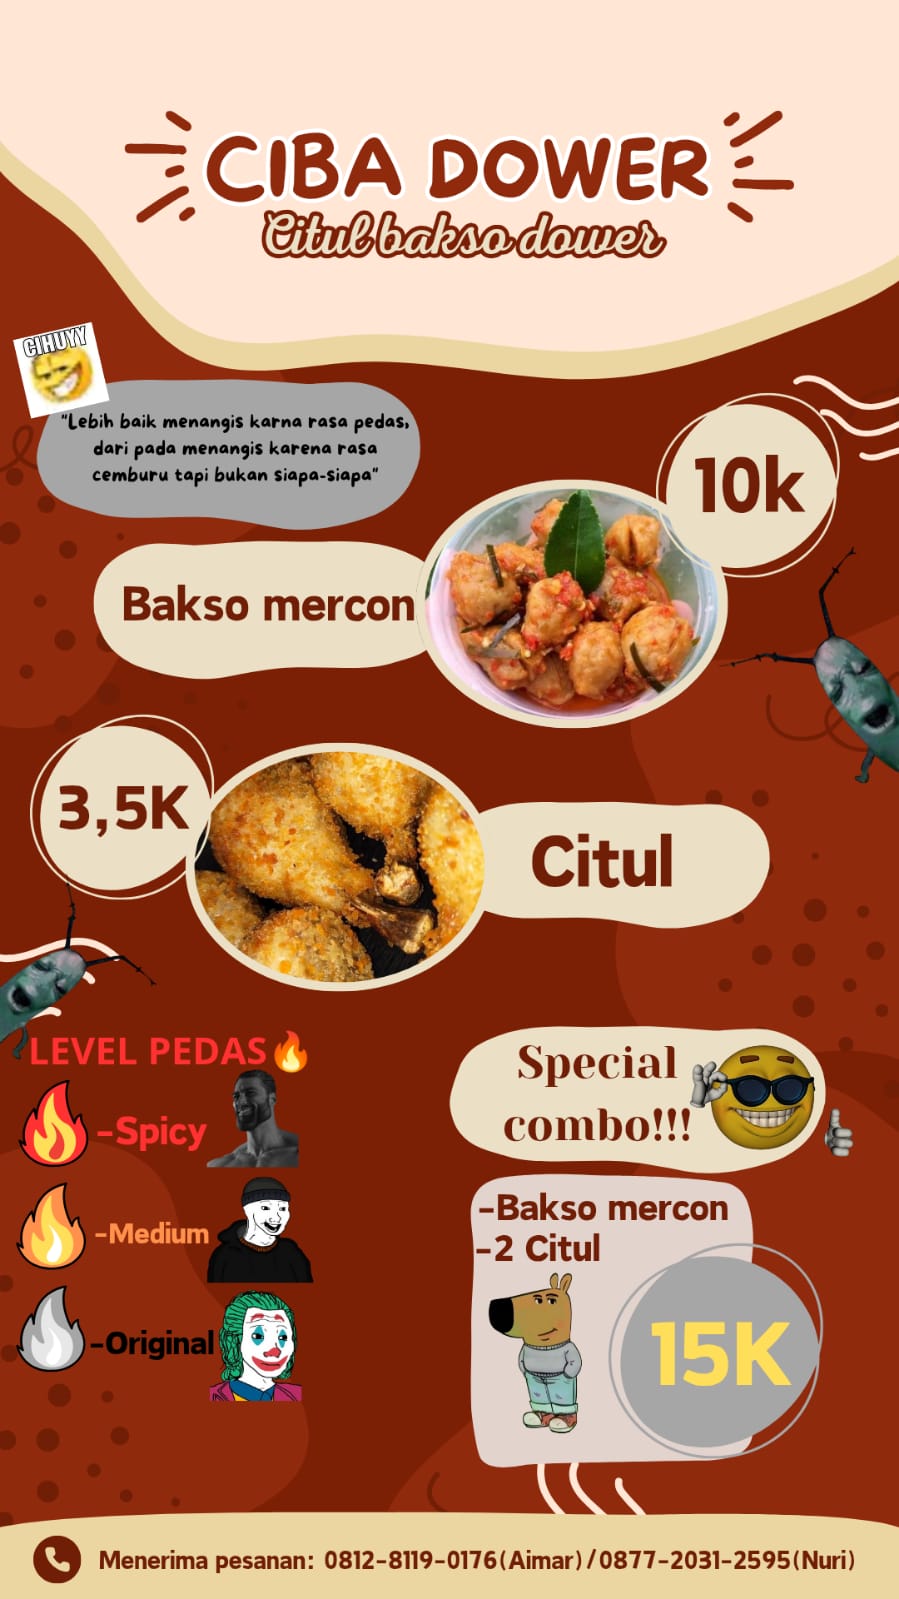 CIBA DOWER
Citul bakso dower
CIHUYY
"Lebih baik menangis karna rasa pedas,
dari pada menangis karena rasa
cemburu tapi bukan siapa-siapa"
10k
Bakso mercon
3,5K
Citul
LEVEL PEDAS
-Spicy
-Medium
-Original
Special
combo!!!
-Bakso mercon
-2 Citul
15K
Menerima pesanan: 0812-8119-0176(Aimar)/0877-2031-2595(Nuri)